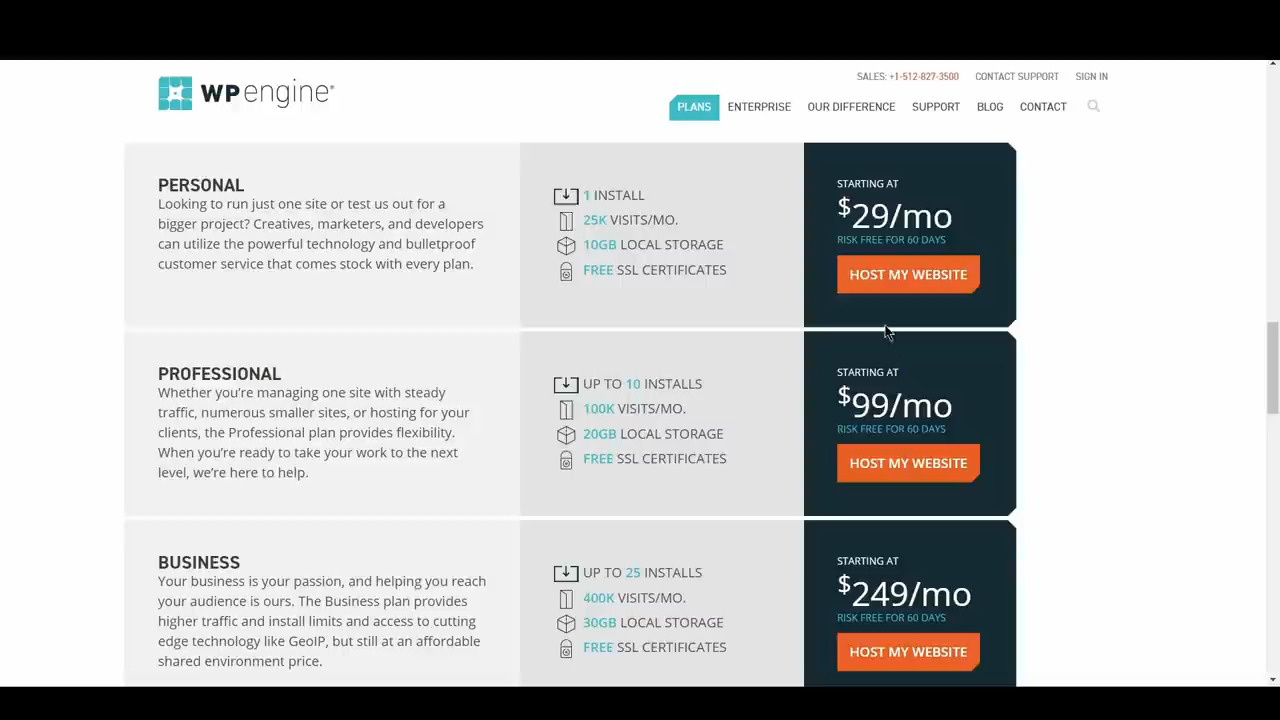 WP engine®
SALES: +1-512-827-3500 CONTACT SUPPORT SIGN IN
PLANS ENTERPRISE OUR DIFFERENCE SUPPORT BLOG CONTACT
PERSONAL
Looking to run just one site or test us out for a
bigger project? Creatives, marketers, and developers
can utilize the powerful technology and bulletproof
customer service that comes stock with every plan.
1 INSTALL
25K VISITS/MO.
10GB LOCAL STORAGE
FREE SSL CERTIFICATES
STARTING AT
$29/mo
RISK FREE FOR 60 DAYS
HOST MY WEBSITE
PROFESSIONAL
Whether you’re managing one site with steady
traffic, numerous smaller sites, or hosting for your
clients, the Professional plan provides flexibility.
When you’re ready to take your work to the next
level, we’re here to help.
UP TO 10 INSTALLS
100K VISITS/MO.
20GB LOCAL STORAGE
FREE SSL CERTIFICATES
STARTING AT
$99/mo
RISK FREE FOR 60 DAYS
HOST MY WEBSITE
BUSINESS
Your business is your passion, and helping you reach
your audience is ours. The Business plan provides
higher traffic and install limits and access to cutting
edge technology like GeoIP, but still at an affordable
shared environment price.
UP TO 25 INSTALLS
400K VISITS/MO.
30GB LOCAL STORAGE
FREE SSL CERTIFICATES
STARTING AT
$249/mo
RISK FREE FOR 60 DAYS
HOST MY WEBSITE